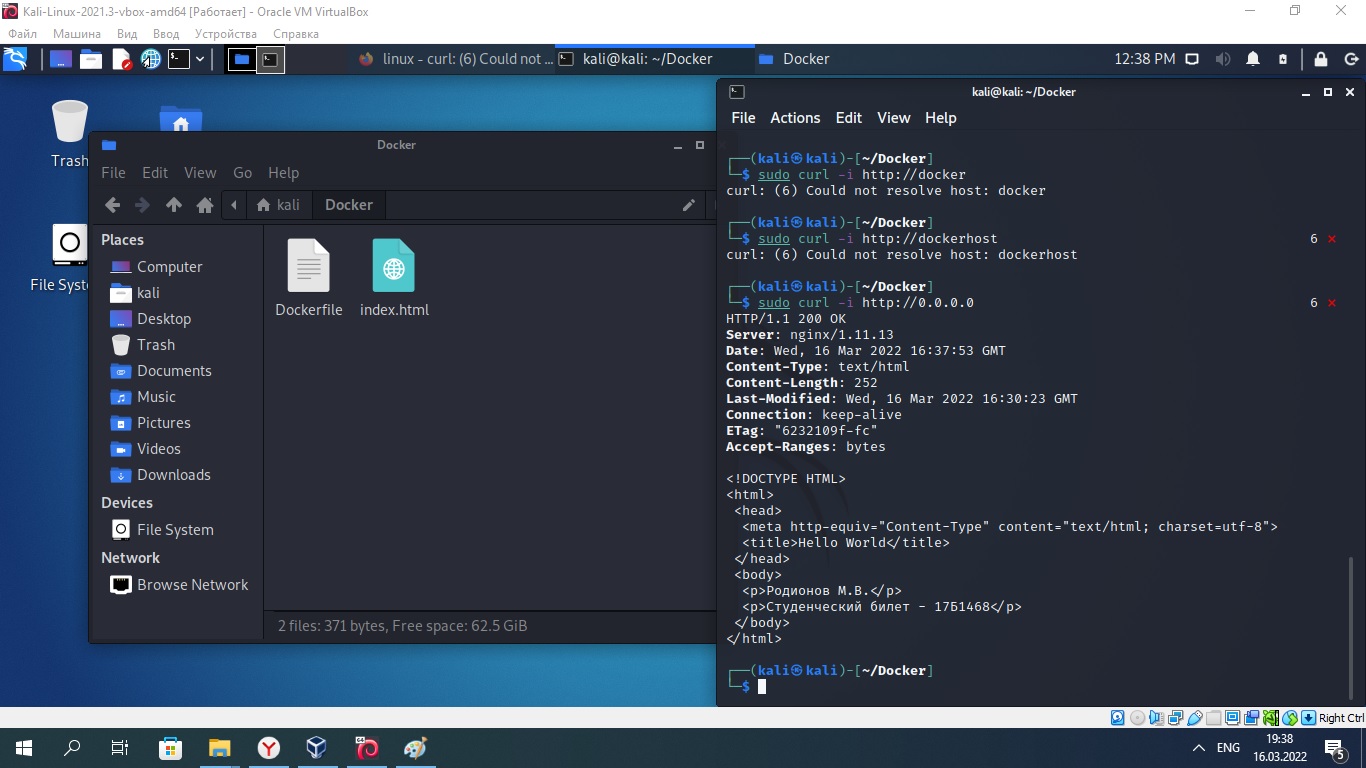 Kali-Linux-2021.3-vbox-amd64 [Работает] - Oracle VM VirtualBox
Файл Машина Вид Ввод Устройства Справка
linux - curl: (6) Could not ... kali@kali: ~/Docker Docker 12:38 PM
Trash
File Syste
Docker
File Edit View Go Help
kali Docker
Places
Computer
kali
Desktop
Trash
Documents
Music
Pictures
Videos
Downloads
Devices
File System
Network
Browse Network
Dockerfile index.html
2 files: 371 bytes, Free space: 62.5 GiB
kali@kali: ~/Docker
File Actions Edit View Help
┌──(kali㉿kali)-[~/Docker]
└─$ sudo curl -i http://docker
curl: (6) Could not resolve host: docker
┌──(kali㉿kali)-[~/Docker]
└─$ sudo curl -i http://dockerhost 6 ⨯
curl: (6) Could not resolve host: dockerhost
┌──(kali㉿kali)-[~/Docker]
└─$ sudo curl -i http://0.0.0.0 6 ⨯
HTTP/1.1 200 OK
Server: nginx/1.11.13
Date: Wed, 16 Mar 2022 16:37:53 GMT
Content-Type: text/html
Content-Length: 252
Last-Modified: Wed, 16 Mar 2022 16:30:23 GMT
Connection: keep-alive
ETag: "6232109f-fc"
Accept-Ranges: bytes
<!DOCTYPE HTML>
<html>
<head>
<meta http-equiv="Content-Type" content="text/html; charset=utf-8">
<title>Hello World</title>
</head>
<body>
<p>Родионов М.В.</p>
<p>Студенческий билет - 17Б1468</p>
</body>
</html>
┌──(kali㉿kali)-[~/Docker]
└─$
Right Ctrl
ENG
19:38
16.03.2022
5